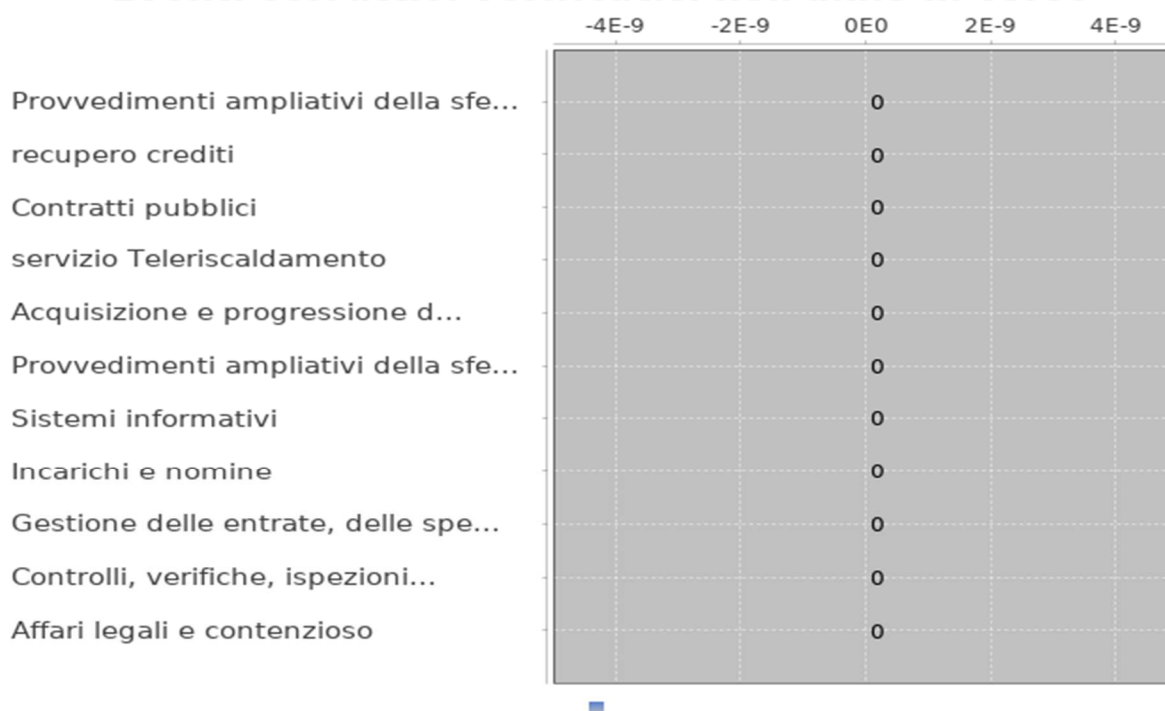 -4E-9 -2E-9 0E0 2E-9 4E-9
Provvedimenti ampliativi della sfe... 0
recupero crediti 0
Contratti pubblici 0
servizio Teleriscaldamento 0
Acquisizione e progressione d... 0
Provvedimenti ampliativi della sfe... 0
Sistemi informativi 0
Incarichi e nomine 0
Gestione delle entrate, delle spe... 0
Controlli, verifiche, ispezioni... 0
Affari legali e contenzioso 0